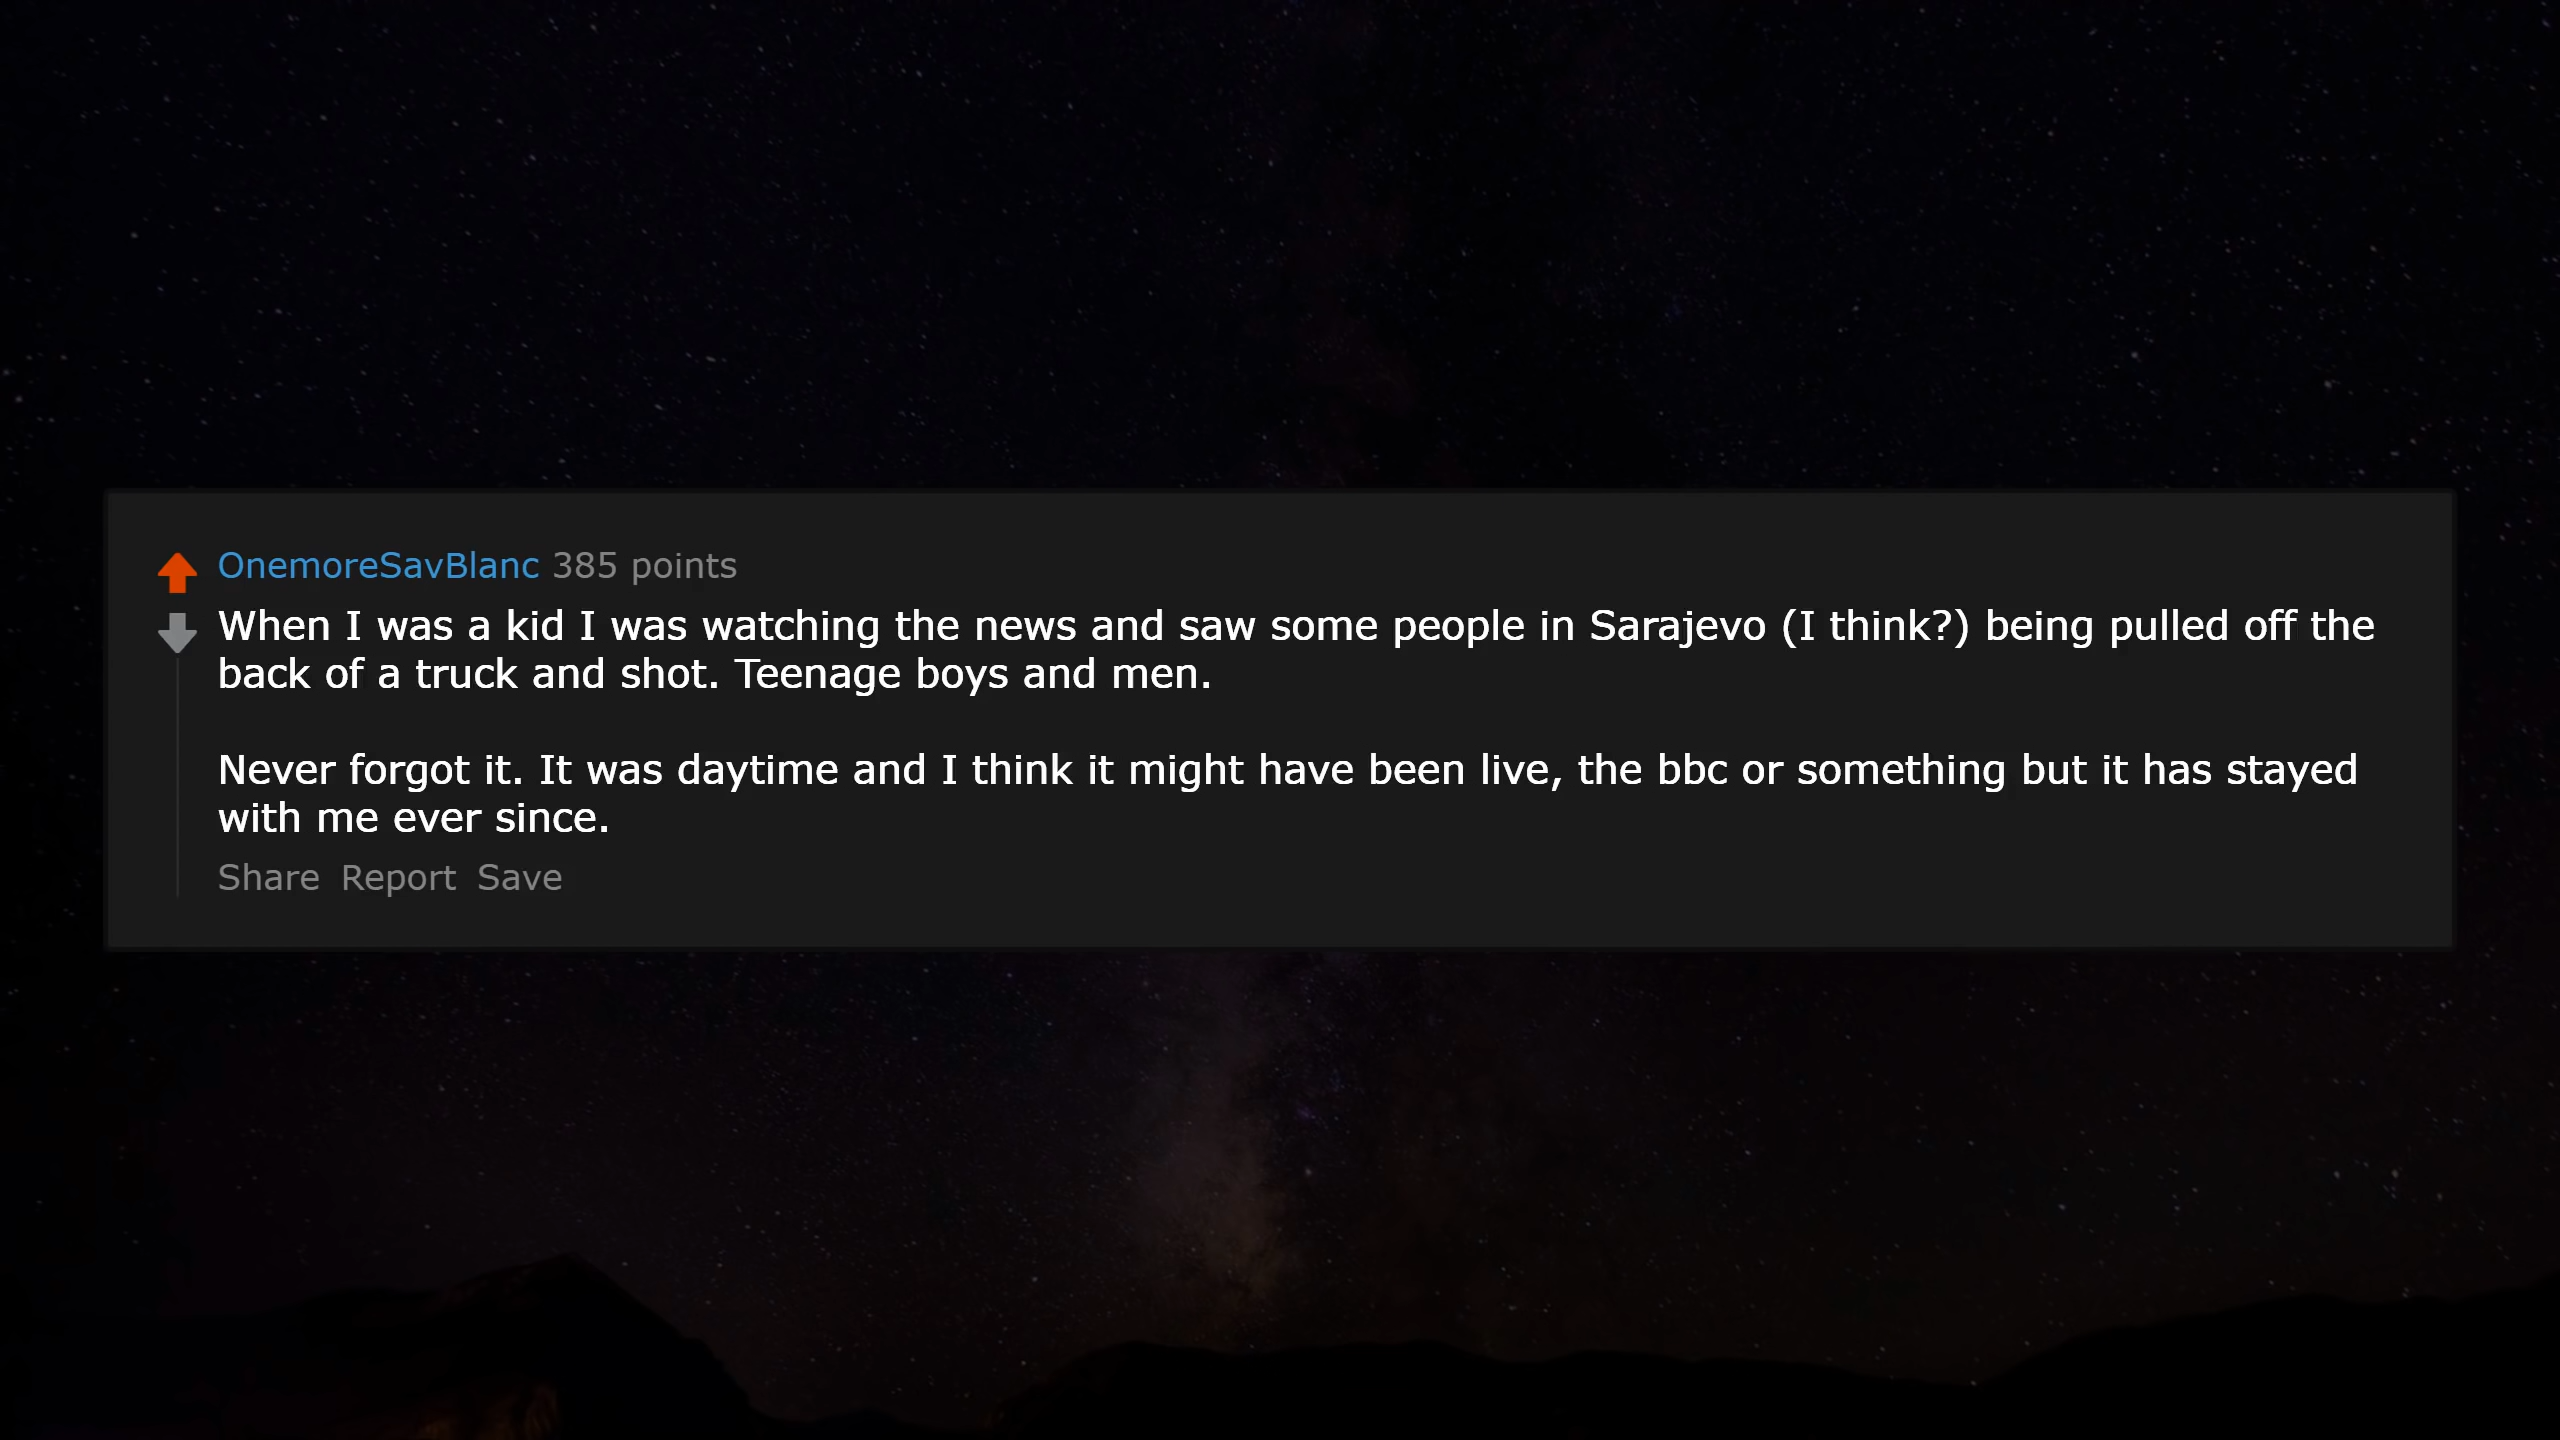 OnemoreSavBlanc 385 points
When I was a kid I was watching the news and saw some people in Sarajevo (I think?) being pulled off the
back of a truck and shot. Teenage boys and men.
Never forgot it. It was daytime and I think it might have been live, the bbc or something but it has stayed
with me ever since.
Share Report Save